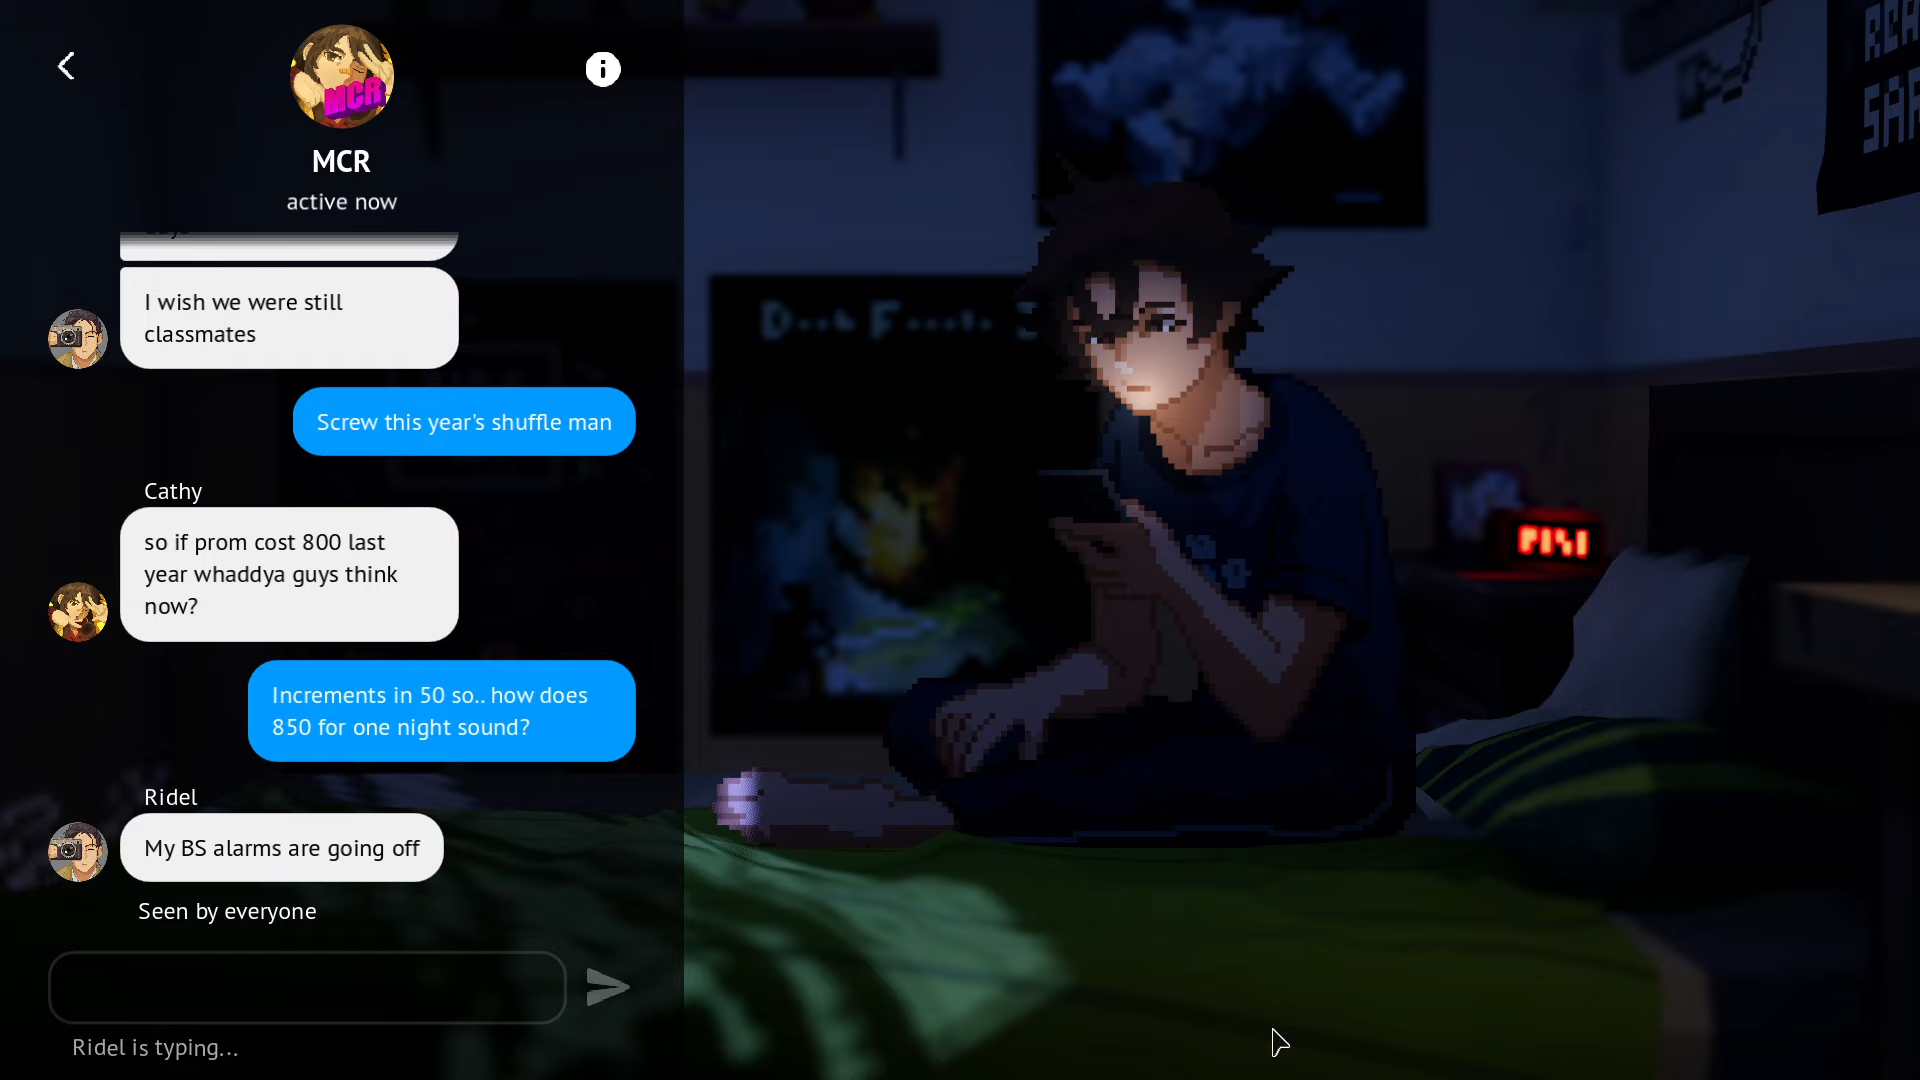 MCR
MCR
active now
I wish we were still
classmates
Screw this year's shuffle man
Cathy
so if prom cost 800 last
year whaddya guys think
now?
Increments in 50 so.. how does
850 for one night sound?
Ridel
My BS alarms are going off
Seen by everyone
Ridel is typing...